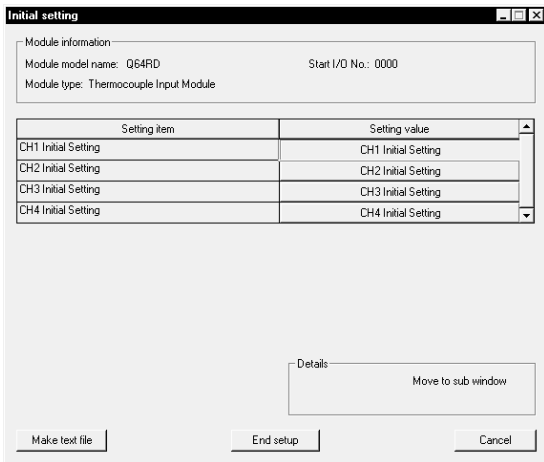 Initial setting
Module information
Module model name: Q64RD
Start I/O No.: 0000
Module type: Thermocouple Input Module
Setting item
Setting value
CH1 Initial Setting
CH1 Initial Setting
CH2 Initial Setting
CH2 Initial Setting
CH3 Initial Setting
CH3 Initial Setting
CH4 Initial Setting
CH4 Initial Setting
Details
Move to sub window
Make text file
End setup
Cancel